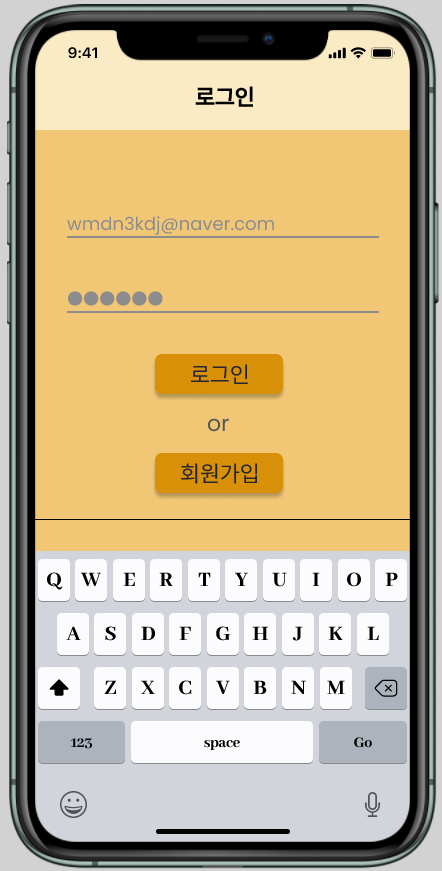 9:41
로그인
wmdn3kdj@naver.com
●●●●●●
로그인
or
회원가입
Q W E R T Y U I O P
A S D F G H J K L
Z X C V B N M
123 space Go